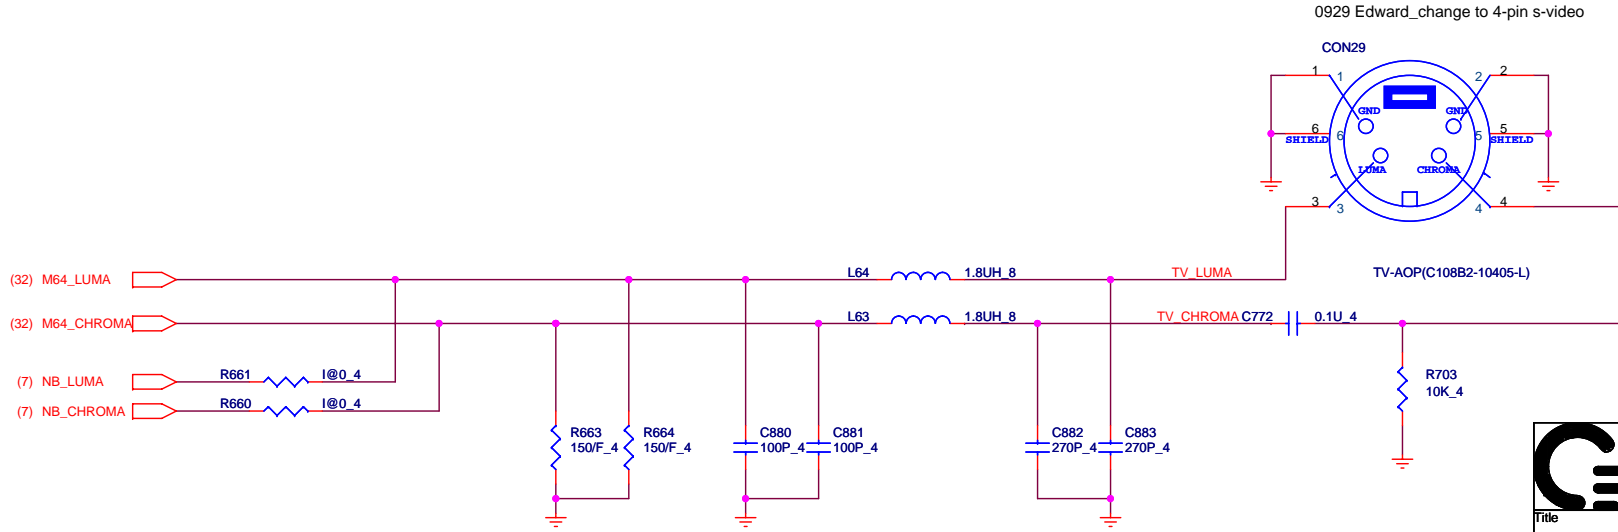 0929 Edward_change to 4-pin s-video
CON29
1 1 2 2
GND GND
6 6 5 5
SHIELD SHIELD
LUMA CHROMA
3 3 4 4
(32) M64_LUMA L64 1.8UH_8 TV_LUMA TV-AOP(C108B2-10405-L)
(32) M64_CHROMA L63 1.8UH_8 TV_CHROMA C772 0.1U_4
(7) NB_LUMA R661 I@0_4 R703
10K_4
(7) NB_CHROMA R660 I@0_4
R663 R664 C880 C881 C882 C883
150/F_4 150/F_4 100P_4 100P_4 270P_4 270P_4
Title